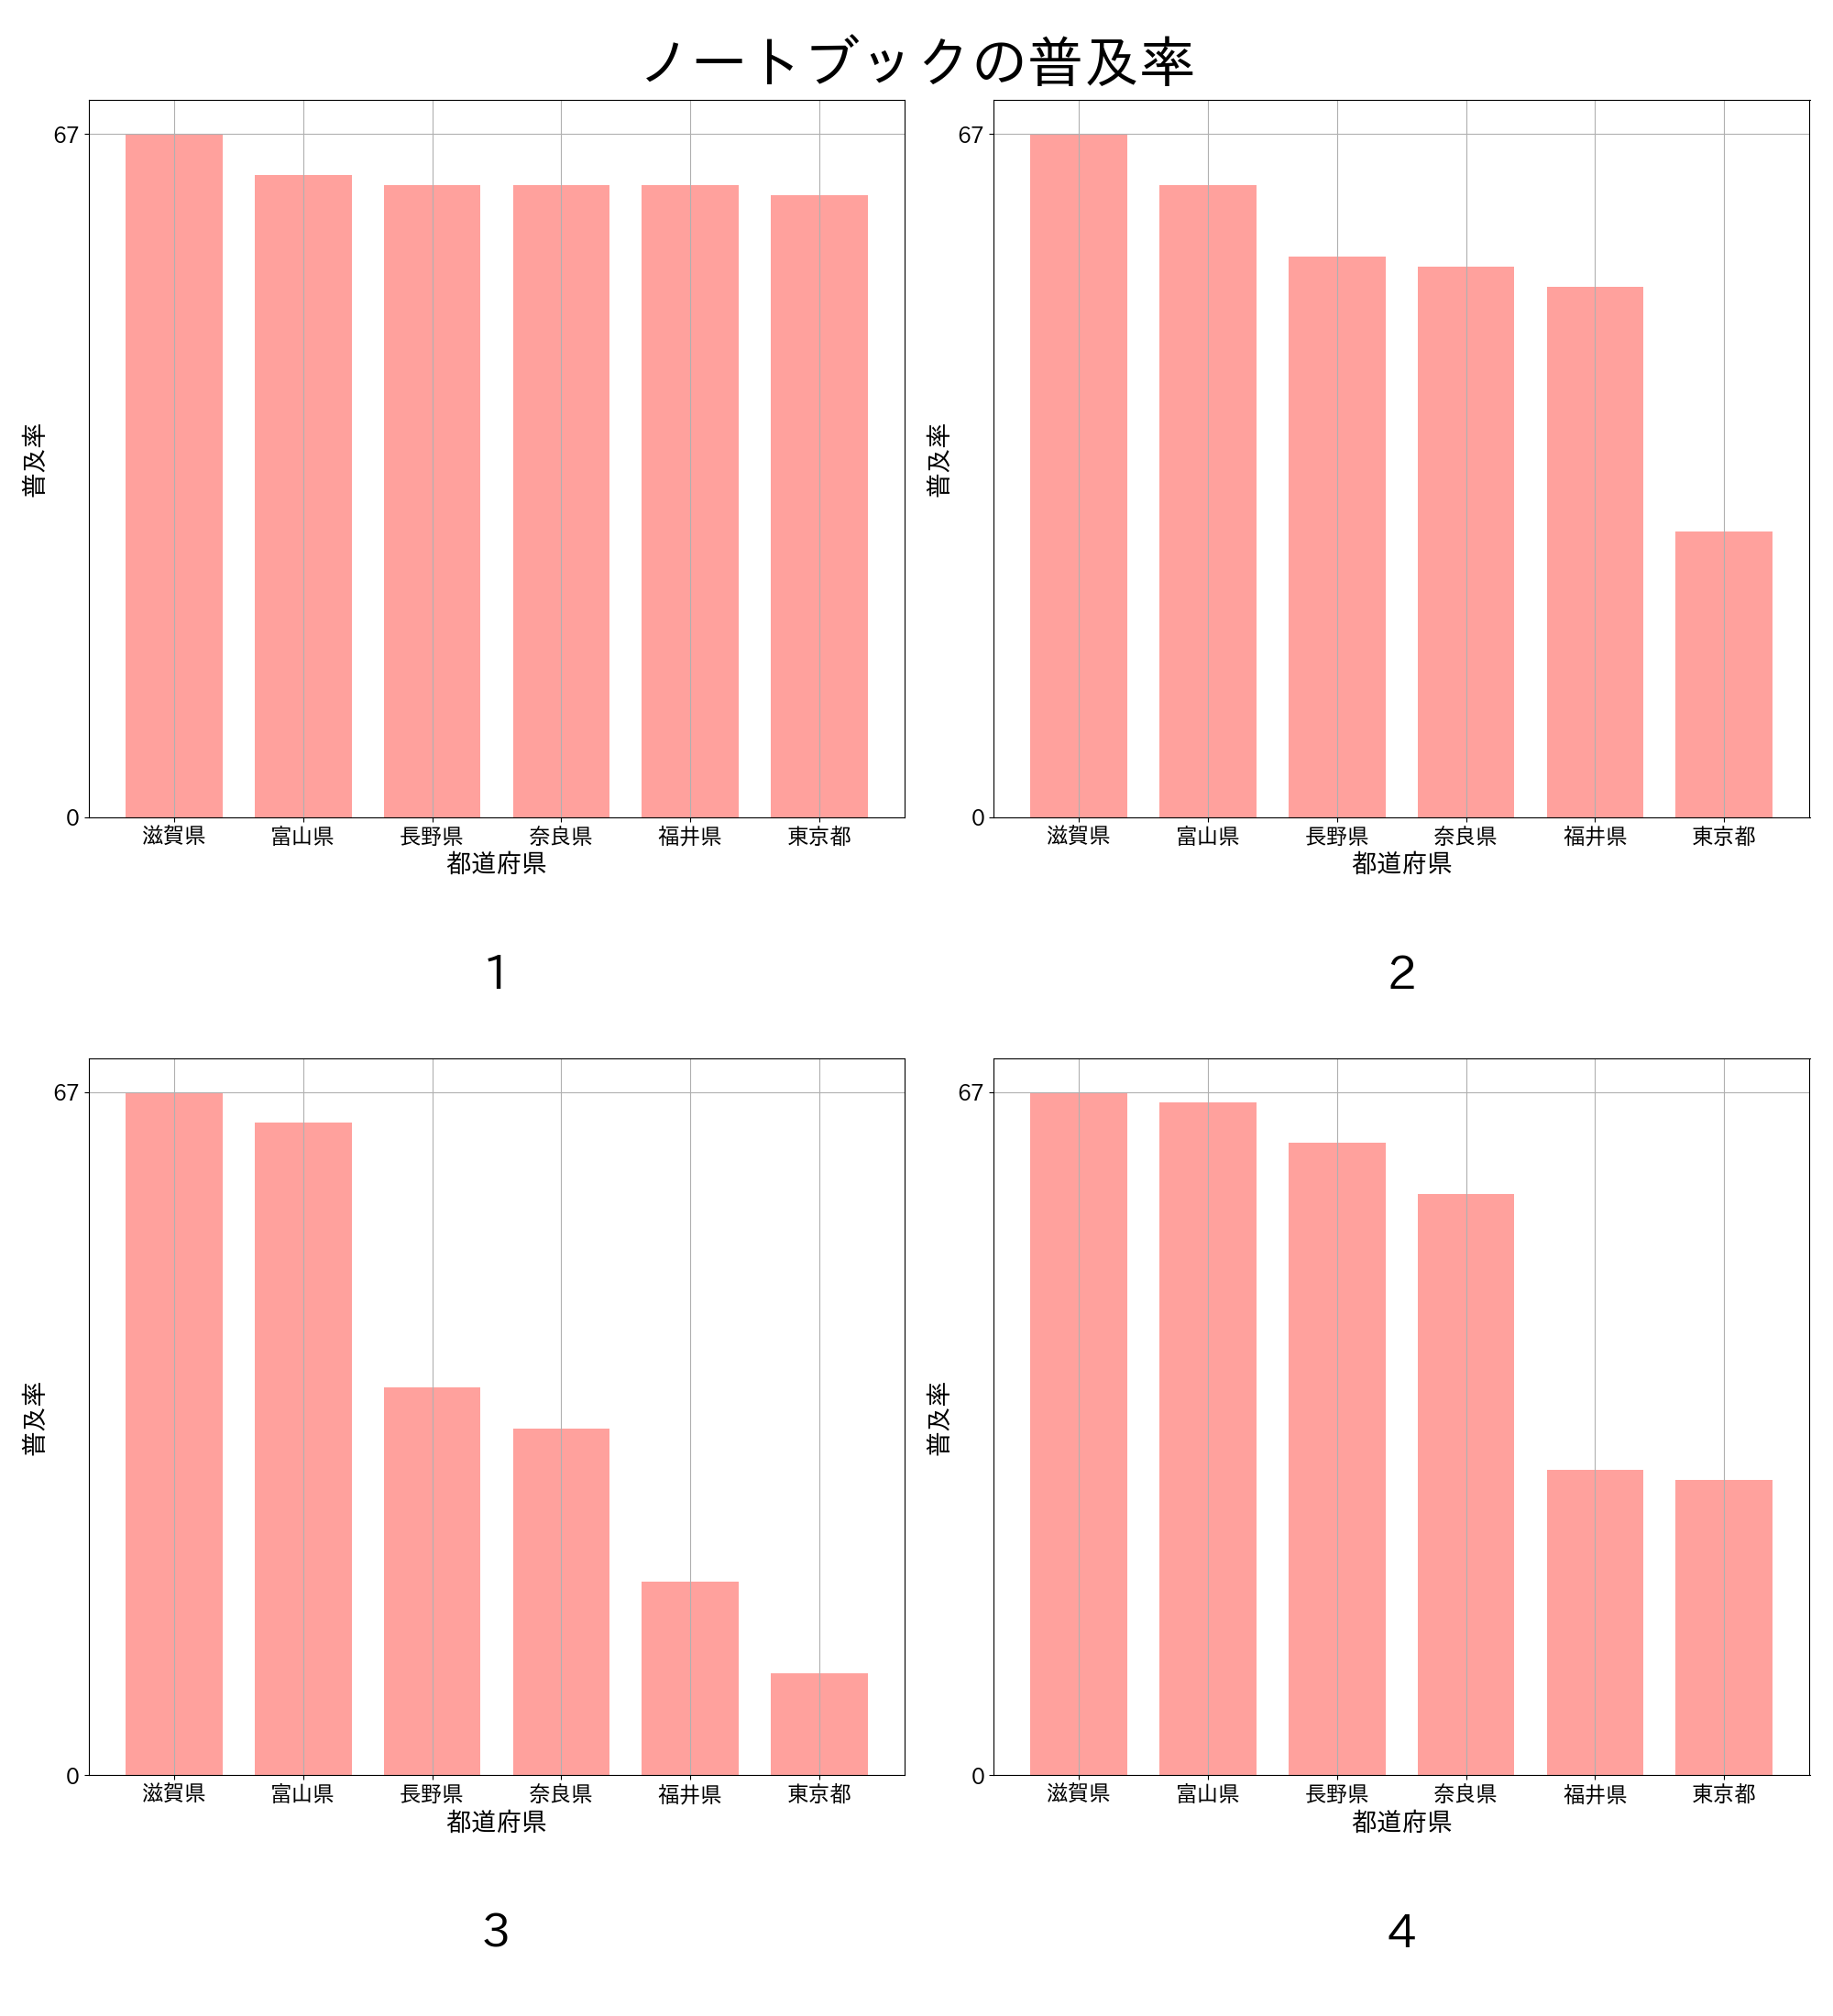 ノートブックの普及率
67
0
普及率
滋賀県 富山県 長野県 奈良県 福井県 東京都
都道府県
1
67
0
普及率
滋賀県 富山県 長野県 奈良県 福井県 東京都
都道府県
2
67
0
普及率
滋賀県 富山県 長野県 奈良県 福井県 東京都
都道府県
3
67
0
普及率
滋賀県 富山県 長野県 奈良県 福井県 東京都
都道府県
4